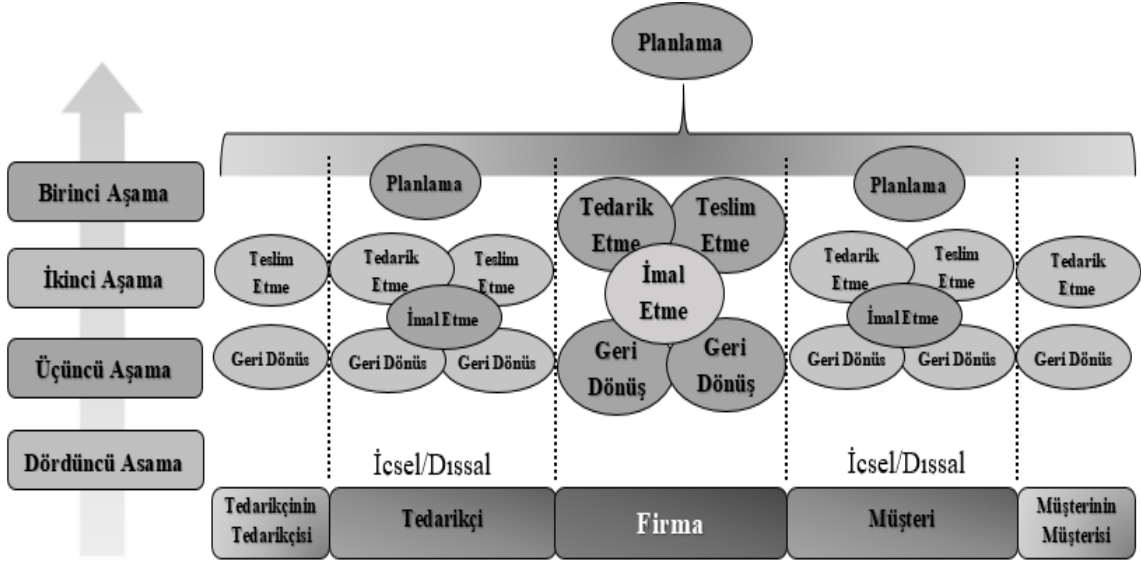 Planlama
Birinci Aşama
İkinci Aşama
Üçüncü Aşama
Dördüncü Asama
Teslim
Etme
Geri Dönüs
Planlama
Tedarik
Etme
Teslim
Etme
İmal Etme
Geri Dönüs
Geri Dönüs
İcsel/Dıssal
Tedarik
Etme
Teslim
Etme
İmal
Etme
Geri
Dönüş
Geri
Dönüş
Planlama
Tedarik
Etme
Teslim
Etme
İmal Etme
Geri Dönüs
Geri Dönüs
İcsel/Dıssal
Tedarik
Etme
Geri Dönüs
Tedarikçinin
Tedarikçisi
Tedarikçi
Firma
Müşteri
Müşterinin
Müşterisi